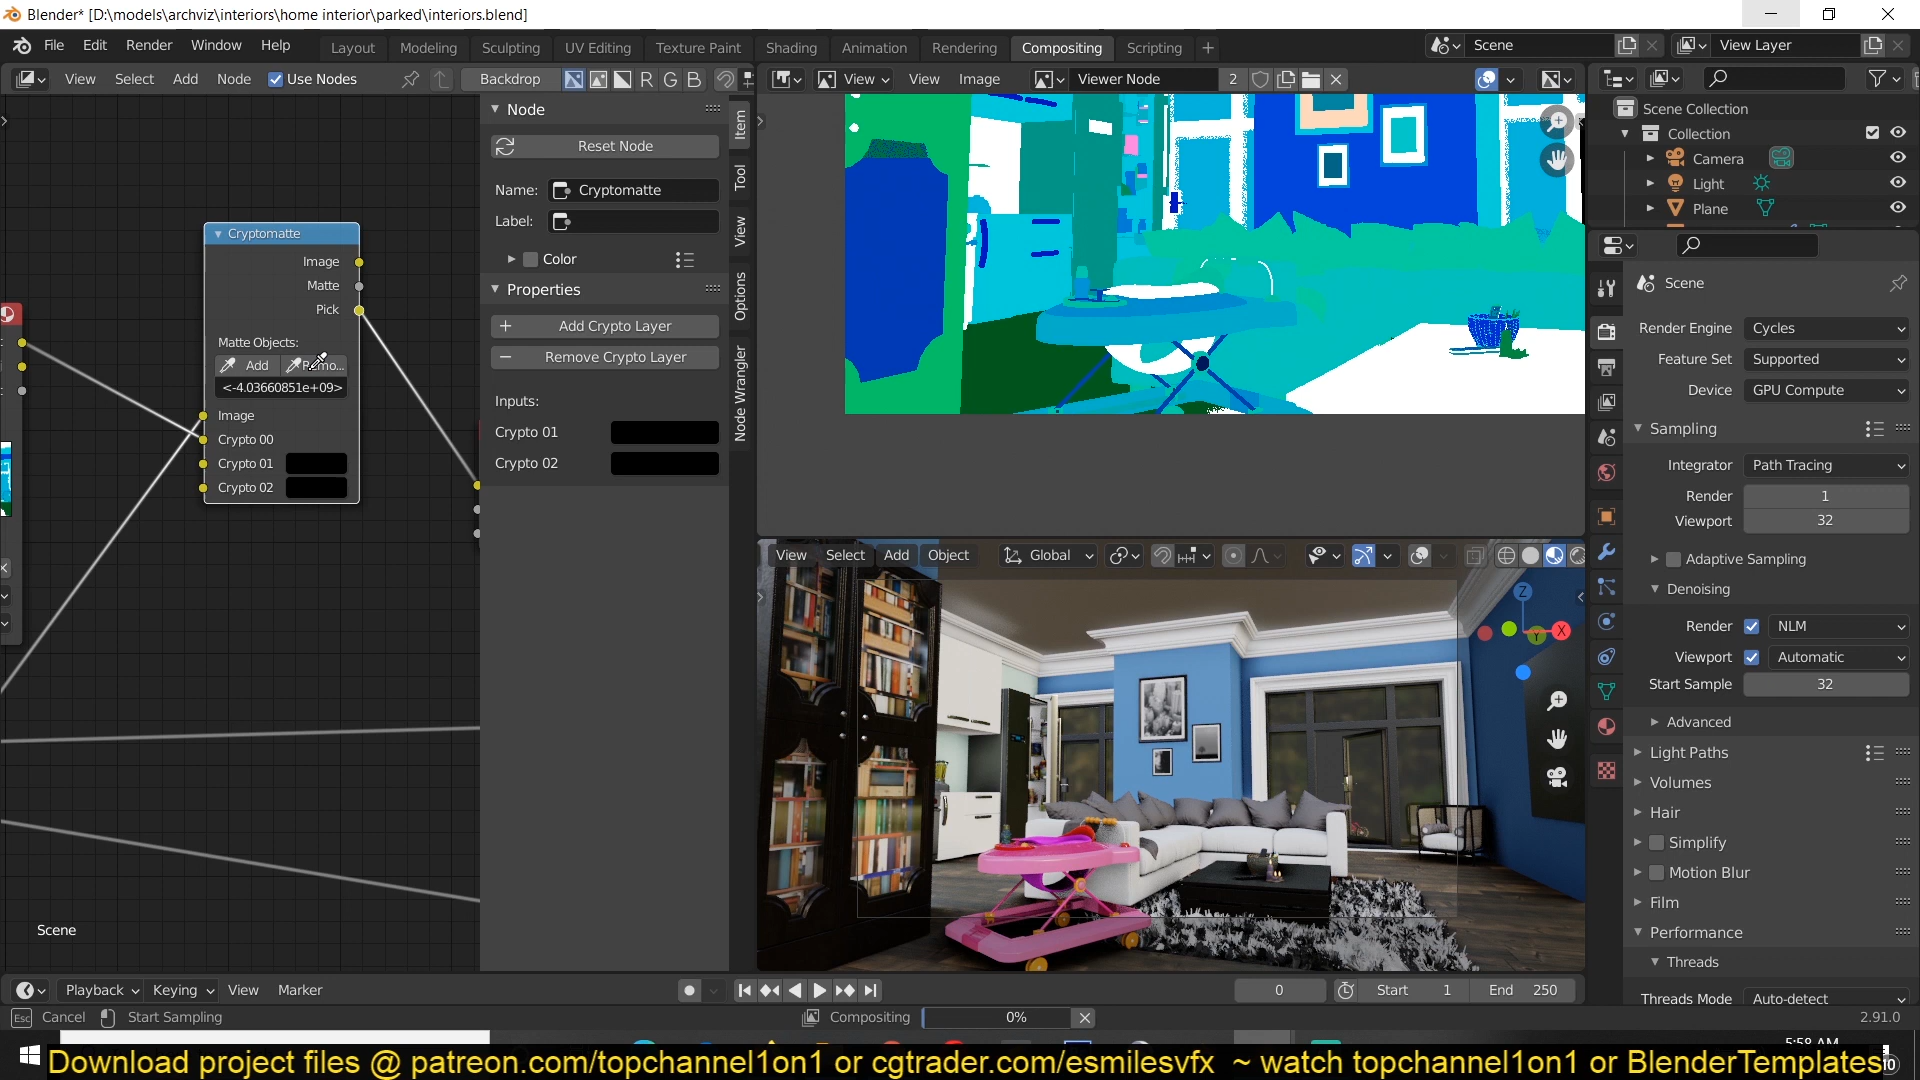 Blender* [D:\models\archviz\interiors\home interior\parked\interiors.blend]
File Edit Render Window Help Layout Modeling Sculpting UV Editing Texture Paint Shading Animation Rendering Compositing Scripting + Scene View Layer
View Select Add Node Use Nodes Backdrop R G B View View Image Viewer Node 2
Node
Reset Node
Name: Cryptomatte
Label:
Color
Properties
Add Crypto Layer
Remove Crypto Layer
Inputs:
Crypto 01
Crypto 02
Item
Tool
View
Options
Node Wrangler
Cryptomatte
Image
Matte
Pick
Matte Objects:
Add
<-4.03660851e+09>
Image
Crypto 00
Crypto 01
Crypto 02
Scene
View Select Add Object Global
Z
X
Y
Scene Collection
Collection
Camera
Light
Plane
Scene
Render Engine Cycles
Feature Set Supported
Device GPU Compute
Sampling
Integrator Path Tracing
Render 1
Viewport 32
Adaptive Sampling
Denoising
Render NLM
Viewport Automatic
Start Sample 32
Advanced
Light Paths
Volumes
Hair
Simplify
Motion Blur
Film
Performance
Threads
Threads Mode Auto-detect
Playback Keying View Marker 0 Start 1 End 250
Esc Cancel Start Sampling Compositing 0% 2.91.0
Download project files @ patreon.com/topchannel1on1 or cgtrader.com/esmilesvfx ~ watch topchannel1on1 or BlenderTemplates